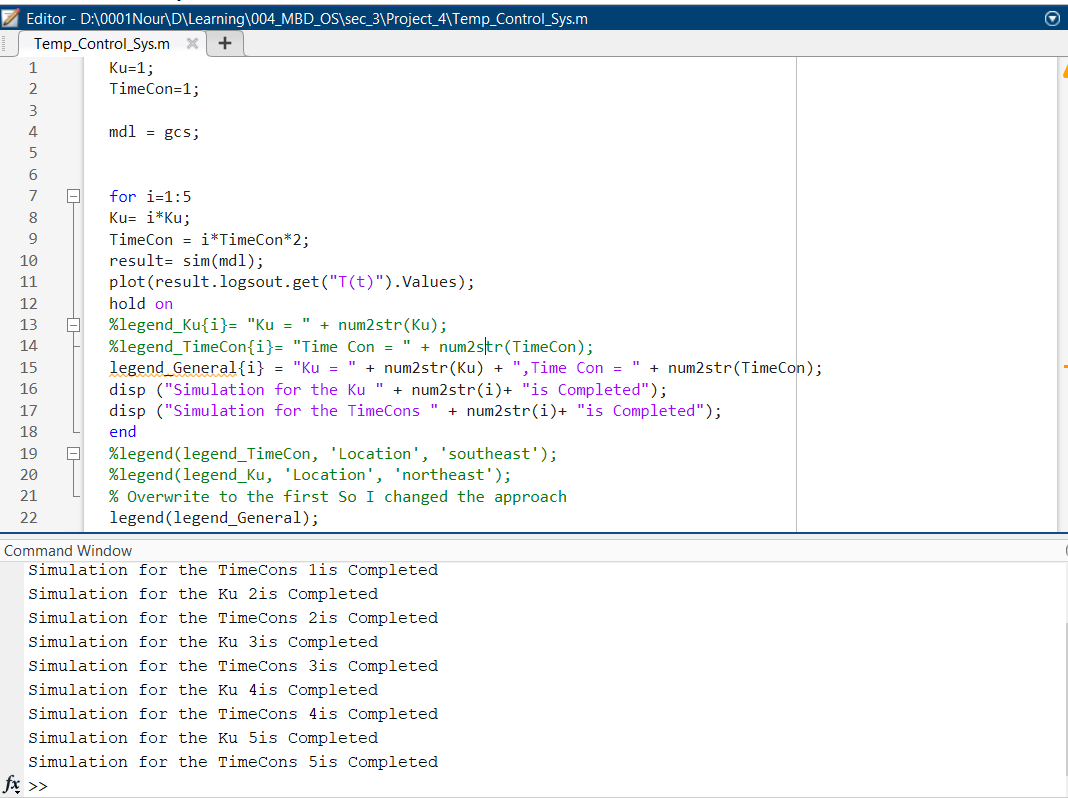 Editor - D:\0001Nour\D\Learning\004_MBD_OS\sec_3\Project_4\Temp_Control_Sys.m
Temp_Control_Sys.m
1 Ku=1;
2 TimeCon=1;
3
4 mdl = gcs;
5
6
7 for i=1:5
8 Ku= i*Ku;
9 TimeCon = i*TimeCon*2;
10 result= sim(mdl);
11 plot(result.logsout.get("T(t)").Values);
12 hold on
13 %legend_Ku{i}= "Ku = " + num2str(Ku);
14 %legend_TimeCon{i}= "Time Con = " + num2str(TimeCon);
15 legend_General{i} = "Ku = " + num2str(Ku) + ",Time Con = " + num2str(TimeCon);
16 disp ("Simulation for the Ku " + num2str(i)+ "is Completed");
17 disp ("Simulation for the TimeCons " + num2str(i)+ "is Completed");
18 end
19 %legend(legend_TimeCon, 'Location', 'southeast');
20 %legend(legend_Ku, 'Location', 'northeast');
21 % Overwrite to the first So I changed the approach
22 legend(legend_General);
Command Window
Simulation for the TimeCons 1is Completed
Simulation for the Ku 2is Completed
Simulation for the TimeCons 2is Completed
Simulation for the Ku 3is Completed
Simulation for the TimeCons 3is Completed
Simulation for the Ku 4is Completed
Simulation for the TimeCons 4is Completed
Simulation for the Ku 5is Completed
Simulation for the TimeCons 5is Completed
fx >>